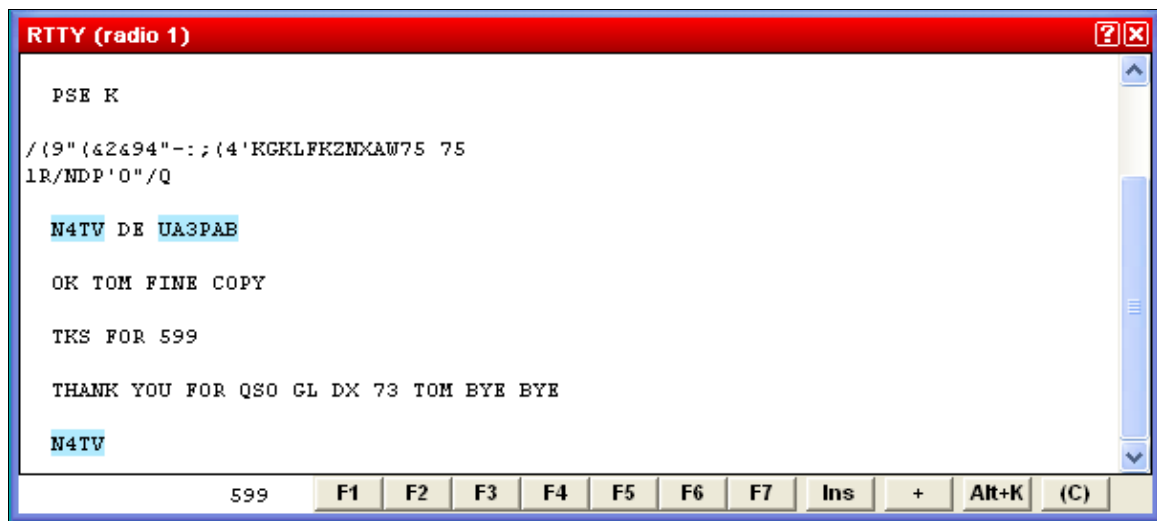 RTTY (radio 1)
PSE K
/(9"(&2&94"-:;(4'KGKLFKZNXAW75 75
lR/NDP'O"/Q
N4TV DE UA3PAB
OK TOM FINE COPY
TKS FOR 599
THANK YOU FOR QSO GL DX 73 TOM BYE BYE
N4TV
599 F1 F2 F3 F4 F5 F6 F7 Ins + Alt+K (C)